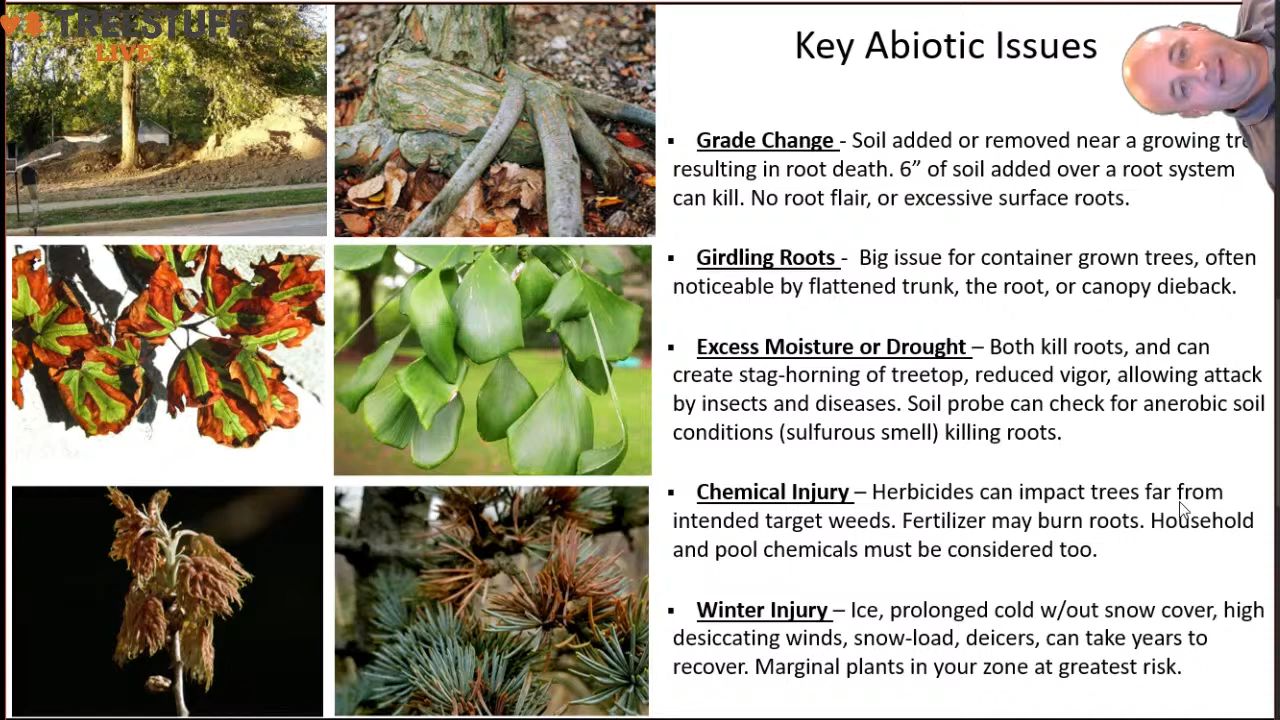 TREESTUFF
LIVE
Key Abiotic Issues
▪ Grade Change - Soil added or removed near a growing tre
resulting in root death. 6” of soil added over a root system
can kill. No root flair, or excessive surface roots.
▪ Girdling Roots - Big issue for container grown trees, often
noticeable by flattened trunk, the root, or canopy dieback.
▪ Excess Moisture or Drought – Both kill roots, and can
create stag-horning of treetop, reduced vigor, allowing attack
by insects and diseases. Soil probe can check for anerobic soil
conditions (sulfurous smell) killing roots.
▪ Chemical Injury – Herbicides can impact trees far from
intended target weeds. Fertilizer may burn roots. Household
and pool chemicals must be considered too.
▪ Winter Injury – Ice, prolonged cold w/out snow cover, high
desiccating winds, snow-load, deicers, can take years to
recover. Marginal plants in your zone at greatest risk.